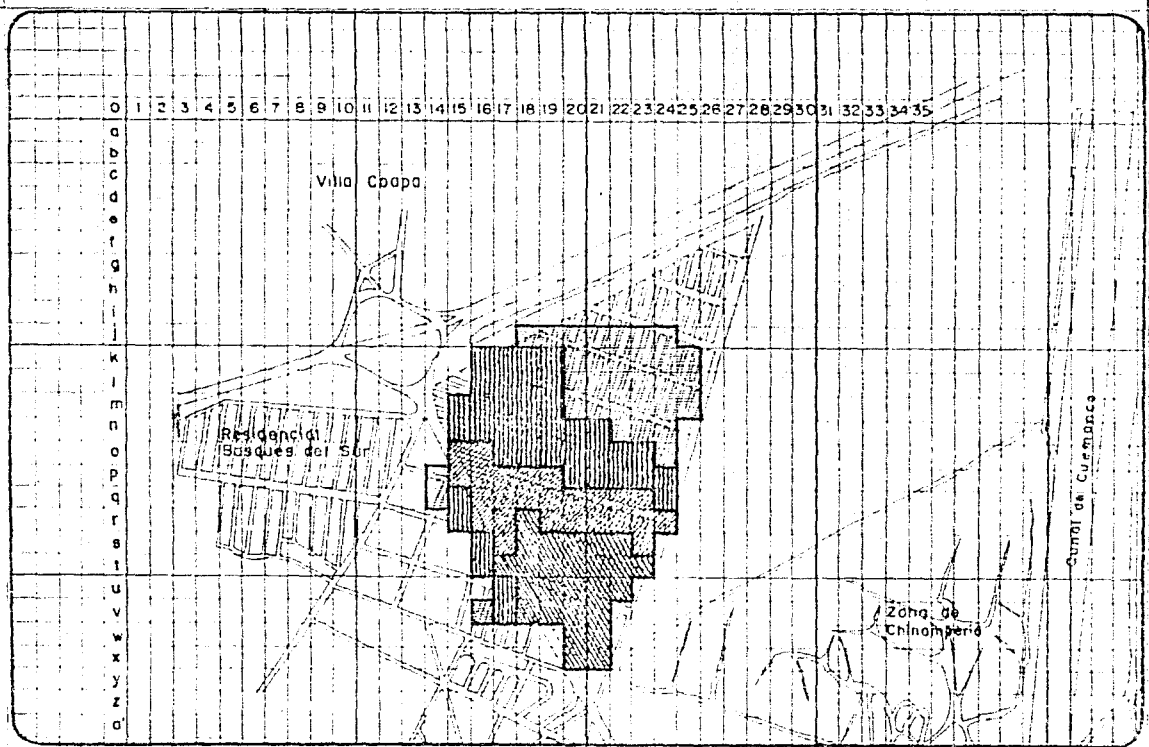 0 1 2 3 4 5 6 7 8 9 10 11 12 13 14 15 16 17 18 19 20 21 22 23 24 25 26 27 28 29 30 31 32 33 34 35
a
b
c
d
e
f
g
h
i
j
k
l
m
n
o
p
q
r
s
t
u
v
w
x
y
z
a'
Villa Coapa
Residencial
Bosques del Sur
Canal de Cuemanco
Zona de
Chinamperia